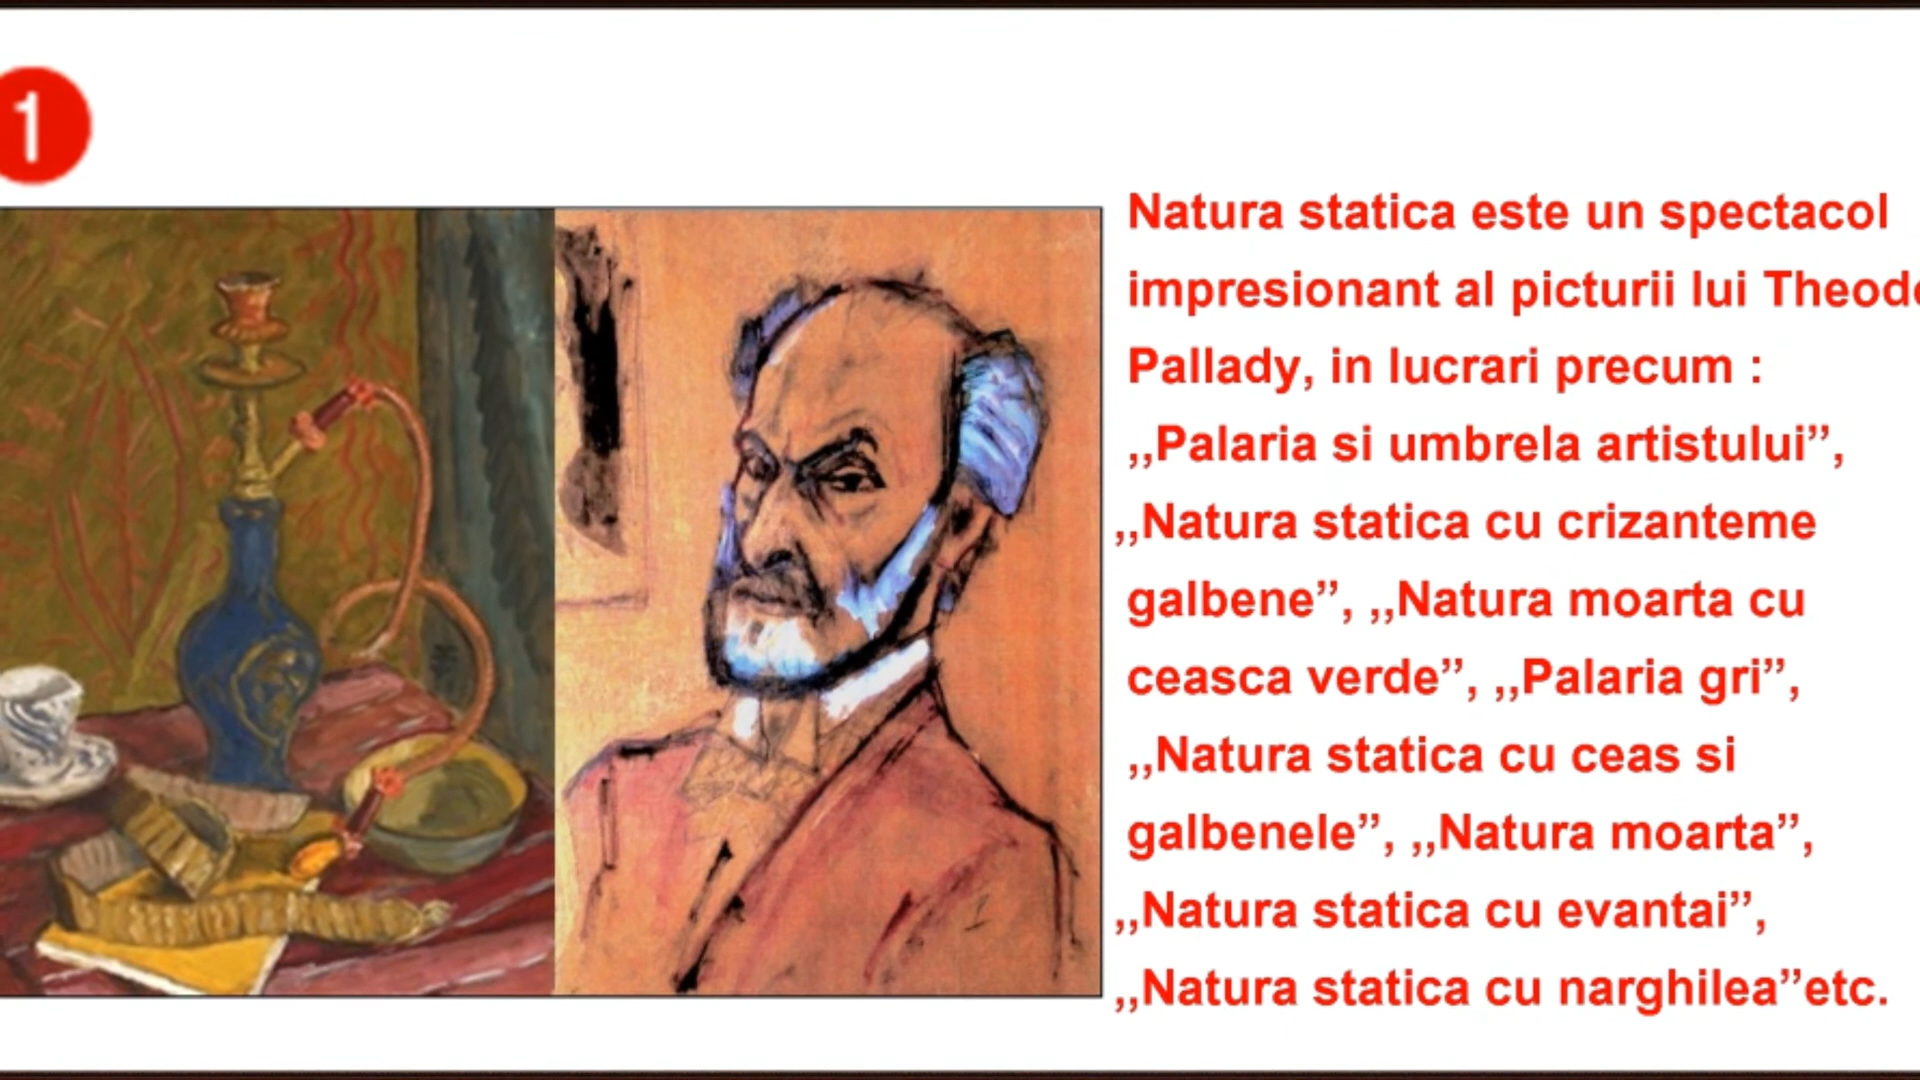 1
Natura statica este un spectacol
impresionant al picturii lui
Pallady, in lucrari precum :
,,Palaria si umbrela artistului”,
,,Natura statica cu crizanteme
galbene”, ,,Natura moarta cu
ceasca verde”, ,,Palaria gri”,
,,Natura statica cu ceas si
galbenele”, ,,Natura moarta”,
,,Natura statica cu evantai”,
,,Natura statica cu narghilea”etc.